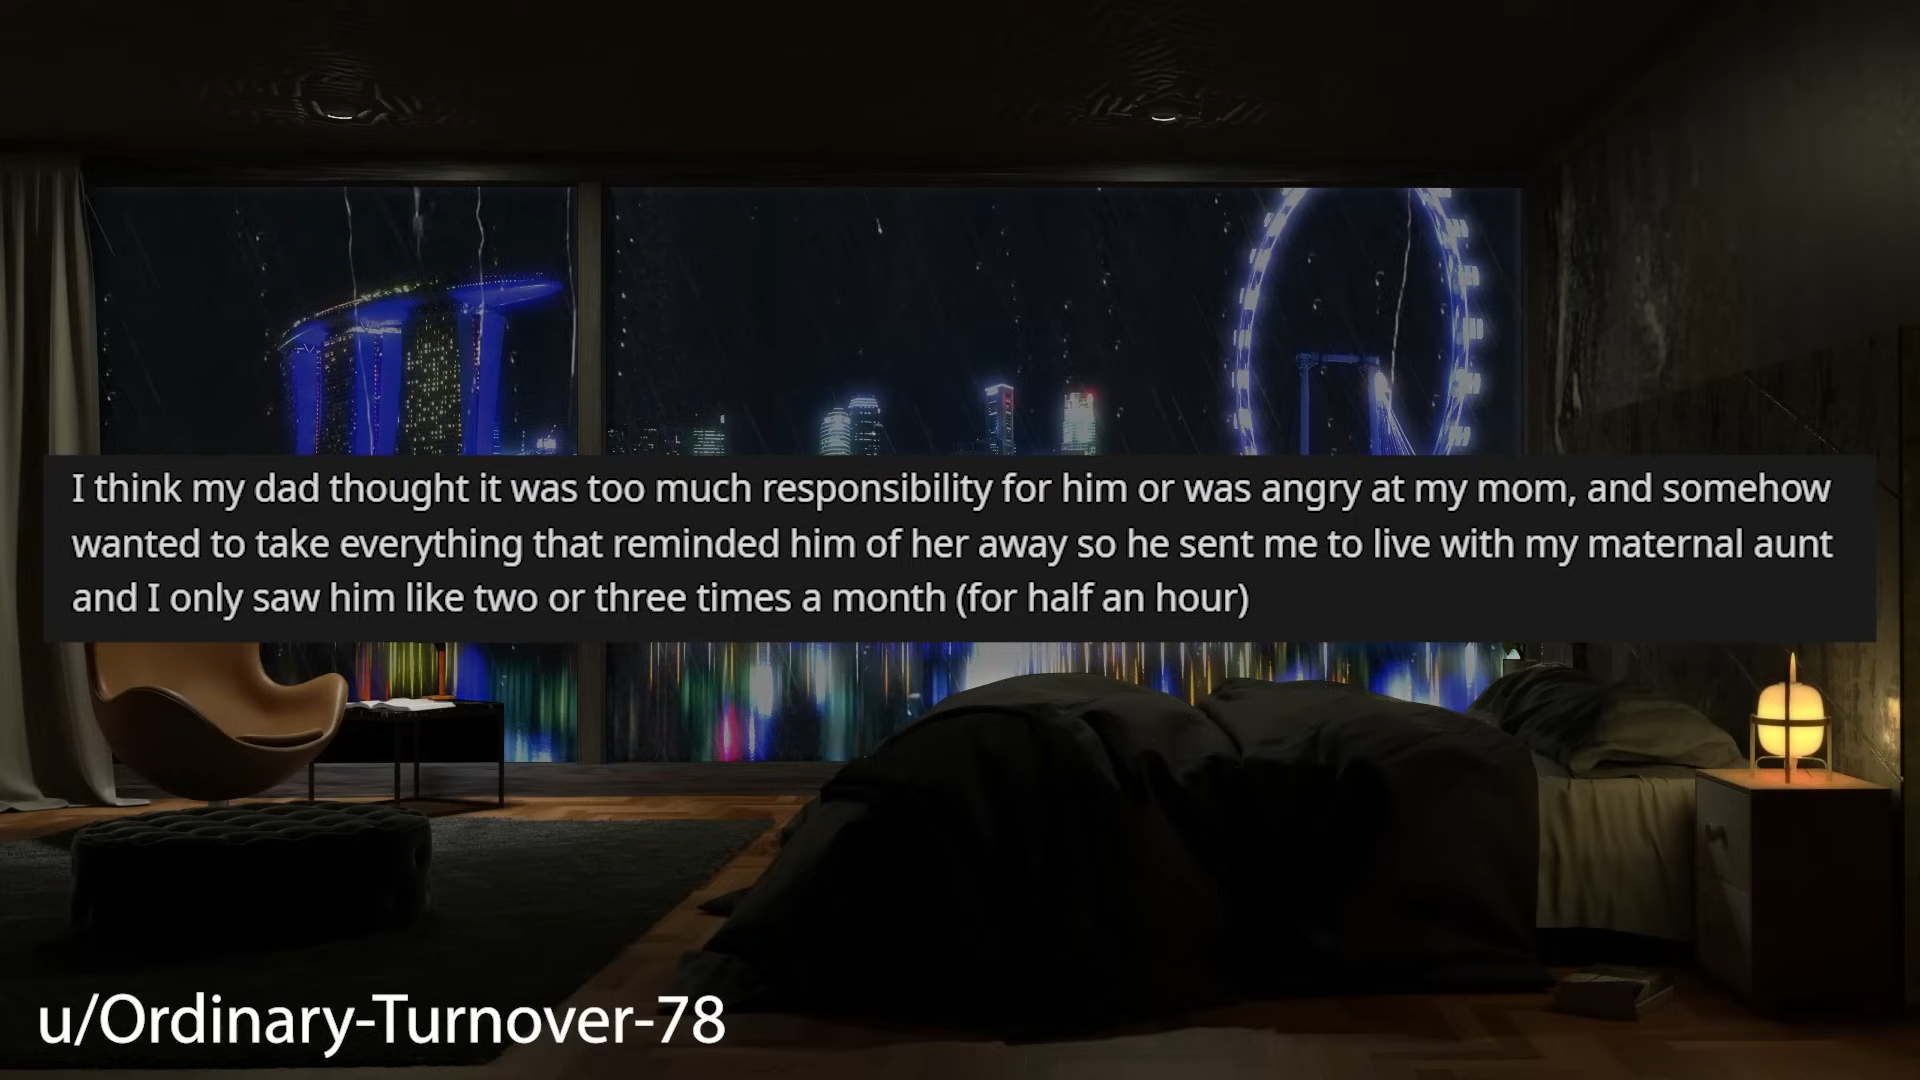 I think my dad thought it was too much responsibility for him or was angry at my mom, and somehow
wanted to take everything that reminded him of her away so he sent me to live with my maternal aunt
and I only saw him like two or three times a month (for half an hour)
u/Ordinary-Turnover-78